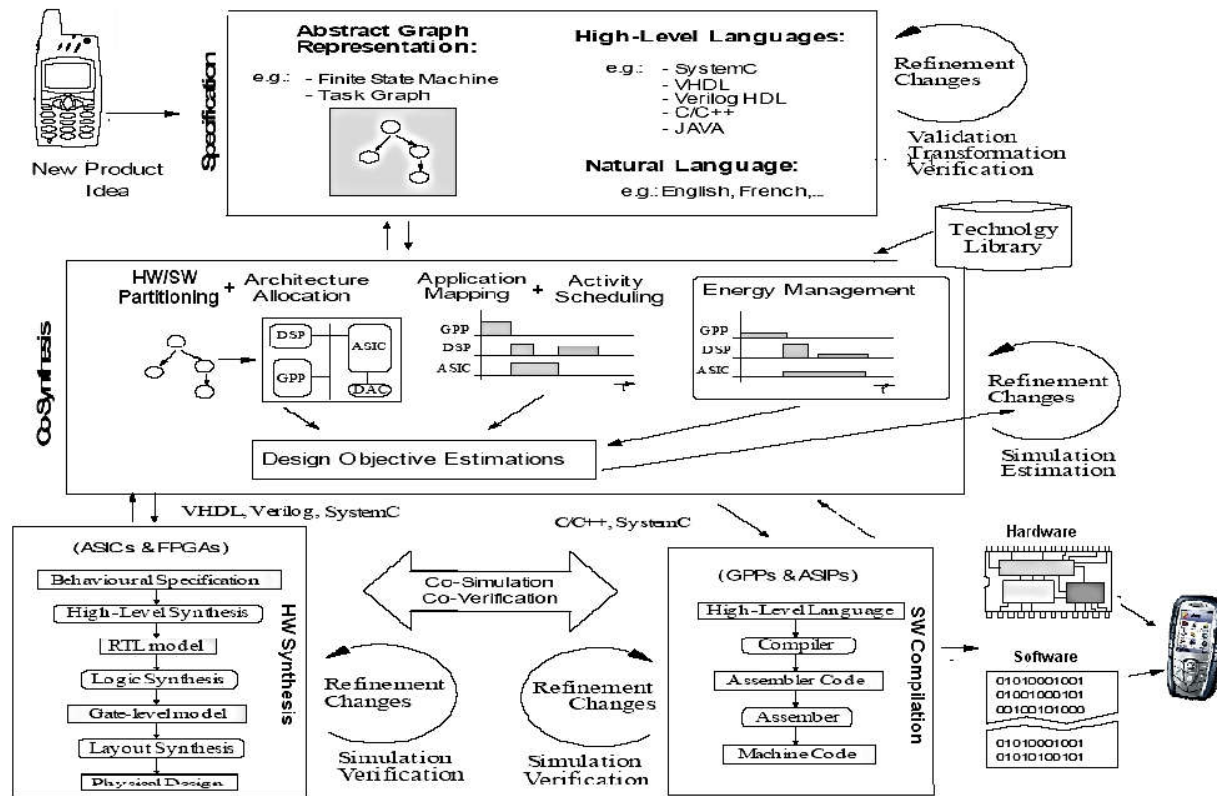 New Product
Idea
Specification
Abstract Graph
Representation:
e.g.: - Finite State Machine
- Task Graph
High-Level Languages:
e.g.: - SystemC
- VHDL
- Verilog HDL
- C/C++
- JAVA
Natural Language:
e.g.: English, French,...
Refinement
Changes
Validation
Transformation
Verification
Technolgy
Library
Co-Synthesis
HW/SW
Partitioning
+
Architecture
Allocation
DSP
ASIC
GPP
DAC
Application
Mapping
+
Activity
Scheduling
GPP
DSP
ASIC
Energy Management
GPP
DSP
ASIC
Design Objective Estimations
Refinement
Changes
Simulation
Estimation
VHDL, Verilog, SystemC
C/C++, SystemC
(ASICs & FPGAs)
Behavioural Specification
High-Level Synthesis
RTL model
Logic Synthesis
Gate-level model
Layout Synthesis
Physical Design
HW Synthesis
Co-Simulation
Co-Verification
Refinement
Changes
Simulation
Verification
Refinement
Changes
Simulation
Verification
(GPPs & ASIPs)
High-Level Language
Compiler
Assembler Code
Assember
Machine Code
SW Compilation
Hardware
Software
01010001001
01001000101
00100101000
01010001001
01010100101